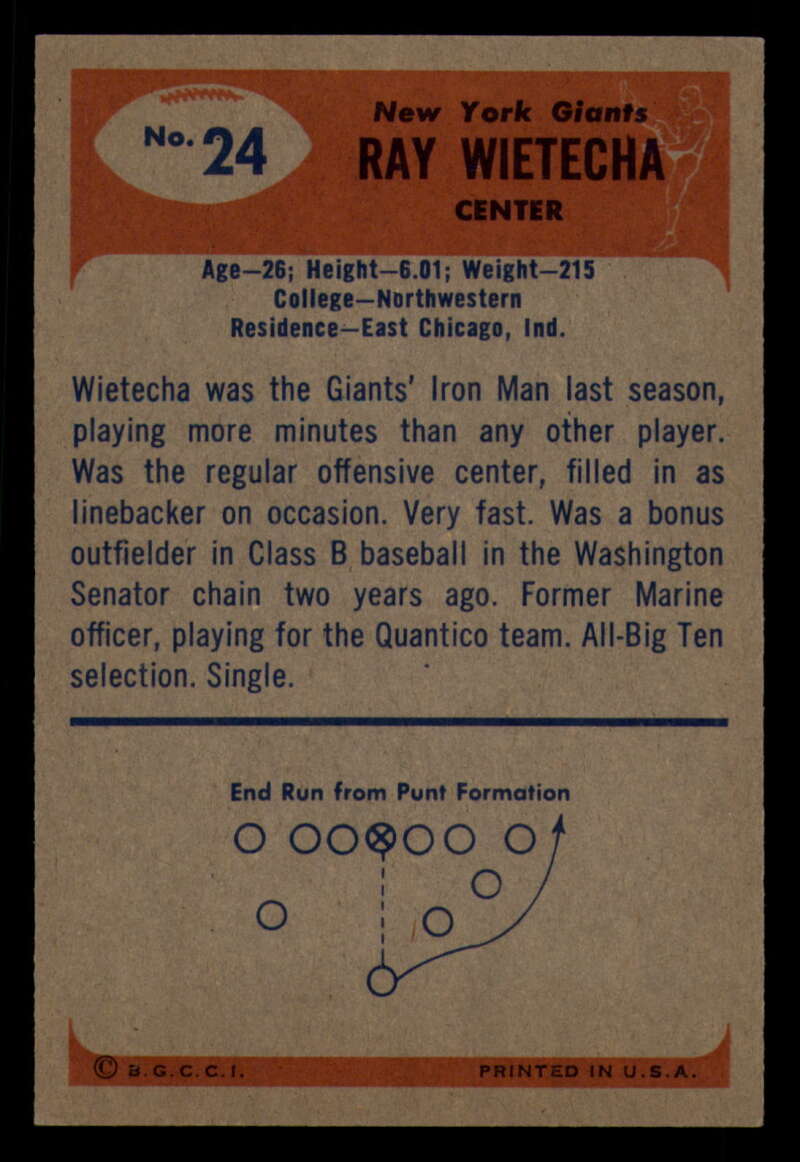 No. 24
New York Giants
RAY WIETECHA
CENTER
Age—26; Height—6.01; Weight—215
College—Northwestern
Residence—East Chicago, Ind.
Wietecha was the Giants' Iron Man last season,
playing more minutes than any other player.
Was the regular offensive center, filled in as
linebacker on occasion. Very fast. Was a bonus
outfielder in Class B baseball in the Washington
Senator chain two years ago. Former Marine
officer, playing for the Quantico team. All-Big Ten
selection. Single.
End Run from Punt Formation
© B.G.C.C.I.
PRINTED IN U.S.A.